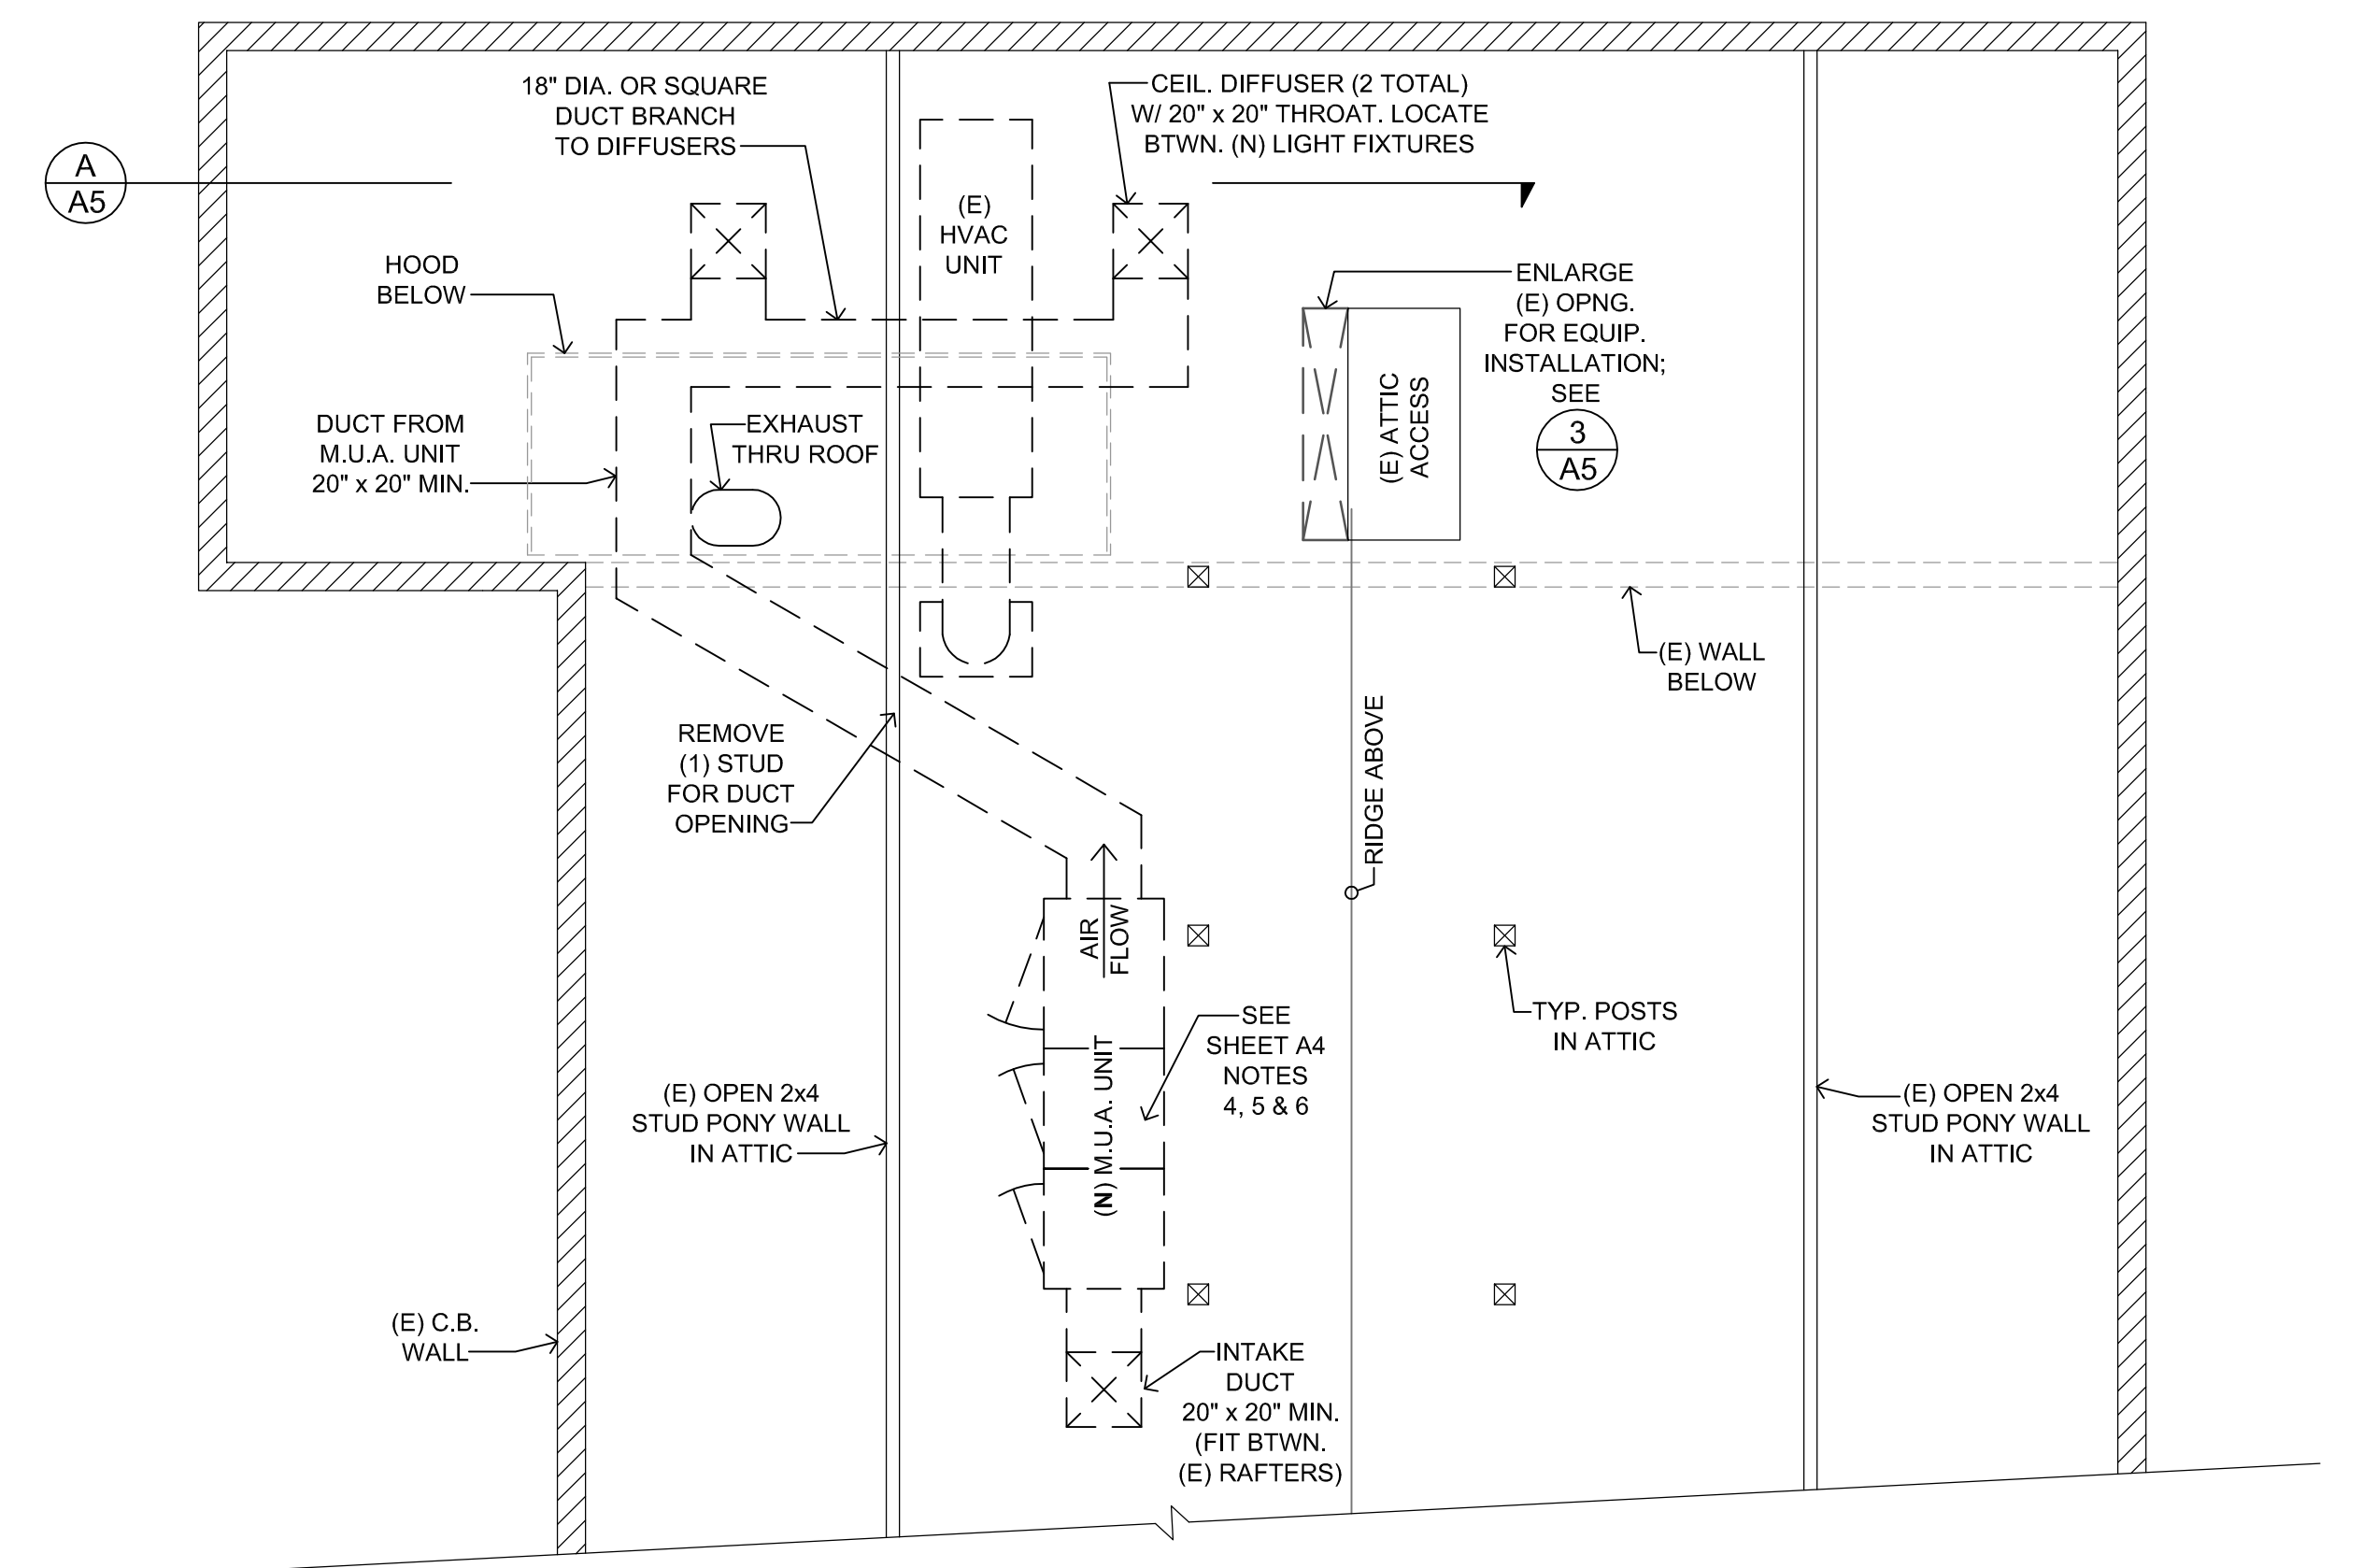 18" DIA. OR SQUARE
DUCT BRANCH
TO DIFFUSERS
CEIL. DIFFUSER (2 TOTAL)
W/ 20" x 20" THROAT. LOCATE
BTWN. (N) LIGHT FIXTURES
A
A5
(E)
HVAC
UNIT
HOOD
BELOW
ENLARGE
(E) OPNG.
FOR EQUIP.
INSTALLATION;
SEE
3
A5
(E) ATTIC
ACCESS
DUCT FROM
M.U.A. UNIT
20" x 20" MIN.
EXHAUST
THRU ROOF
(E) WALL
BELOW
REMOVE
(1) STUD
FOR DUCT
OPENING
RIDGE ABOVE
AIR
FLOW
SEE
SHEET A4
NOTES
4, 5 & 6
TYP. POSTS
IN ATTIC
(N) M.U.A. UNIT
(E) OPEN 2x4
STUD PONY WALL
IN ATTIC
(E) OPEN 2x4
STUD PONY WALL
IN ATTIC
(E) C.B.
WALL
INTAKE
DUCT
20" x 20" MIN.
(FIT BTWN.
(E) RAFTERS)